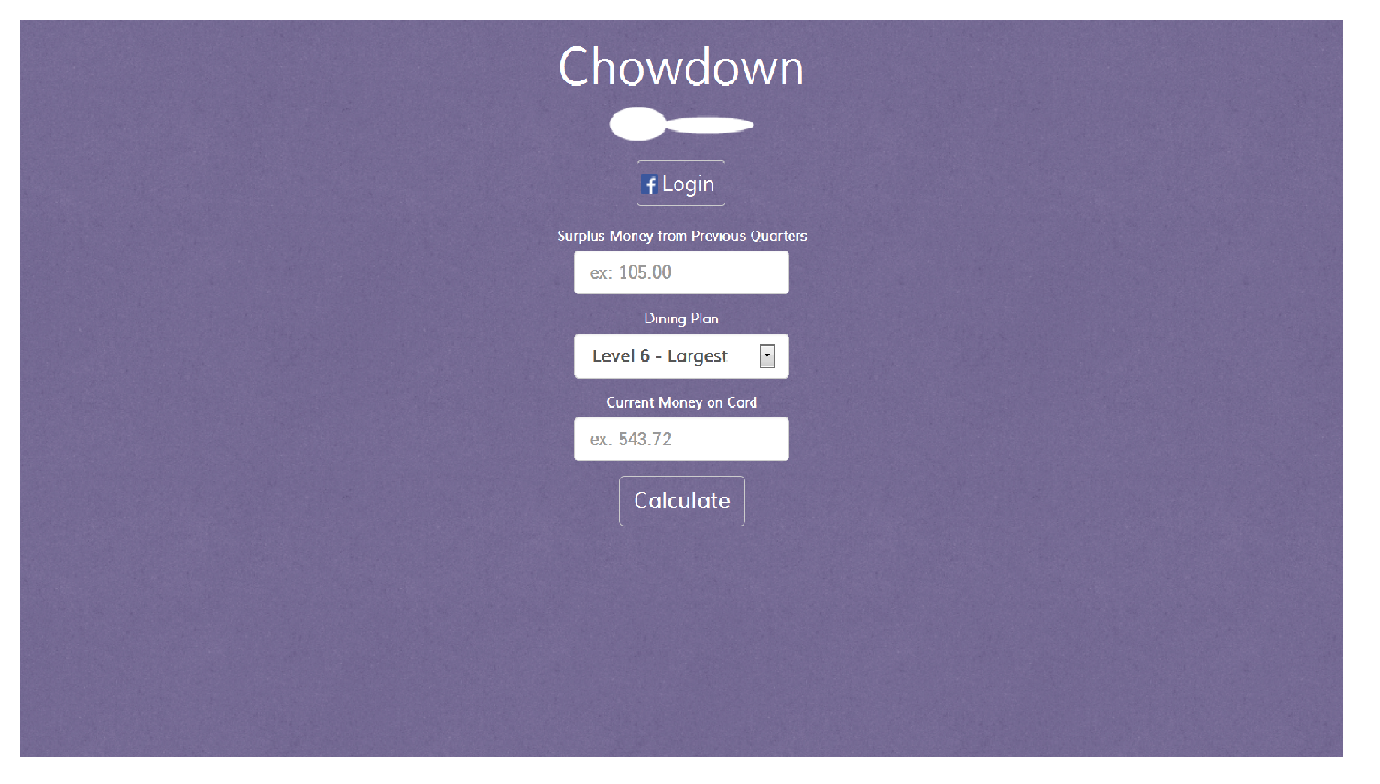 Chowdown
f Login
Surplus Money from Previous Quarters
ex: 105.00
Dining Plan
Level 6 - Largest
Current Money on Card
ex. 543.72
Calculate